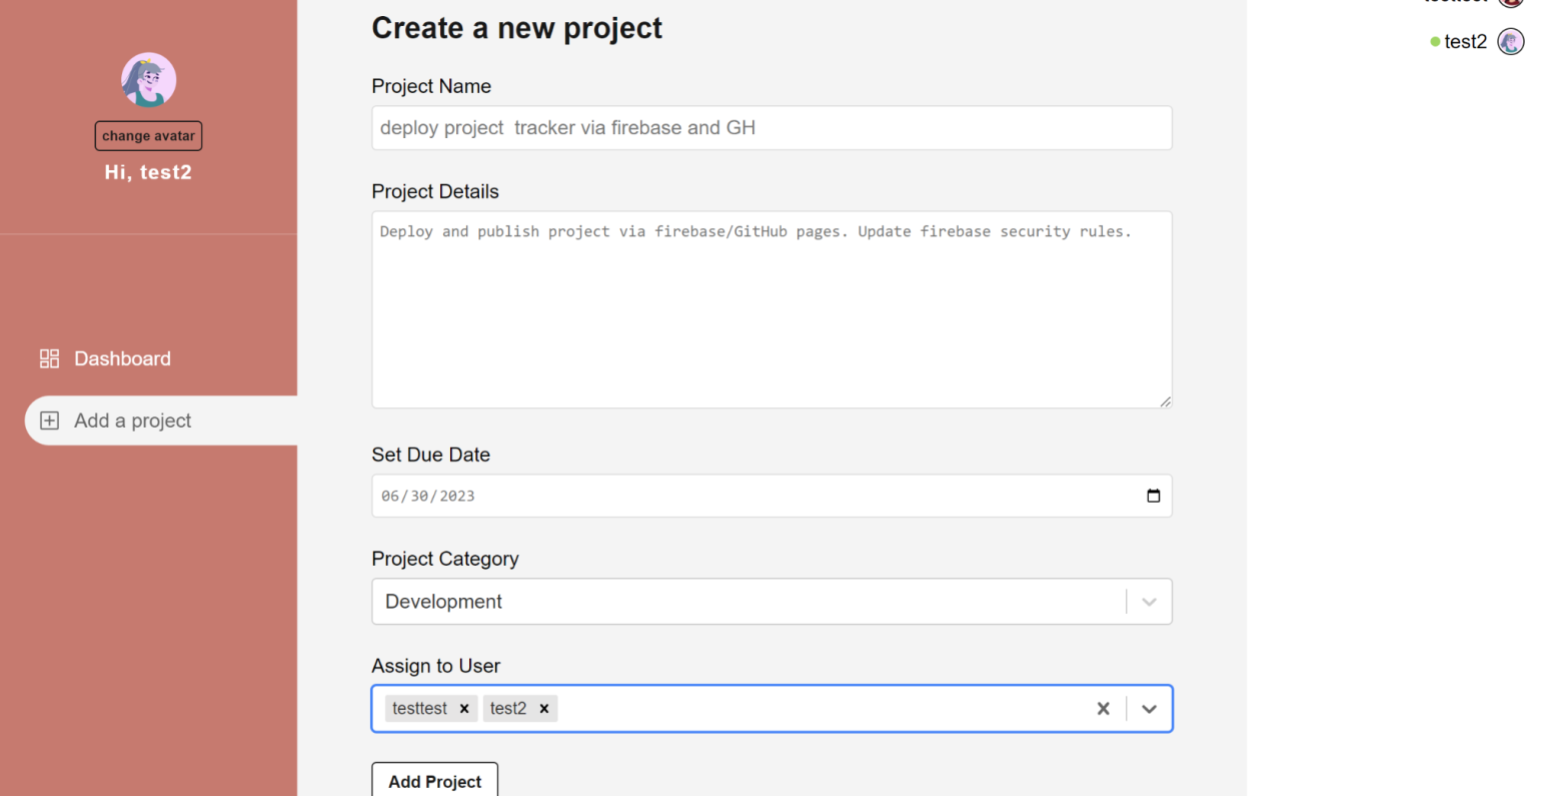 change avatar
Hi, test2
Dashboard
Add a project
Create a new project
Project Name
deploy project  tracker via firebase and GH
Project Details
Deploy and publish project via firebase/GitHub pages. Update firebase security rules.
Set Due Date
06/30/2023
Project Category
Development
Assign to User
testtest × test2 ×
Add Project
test2